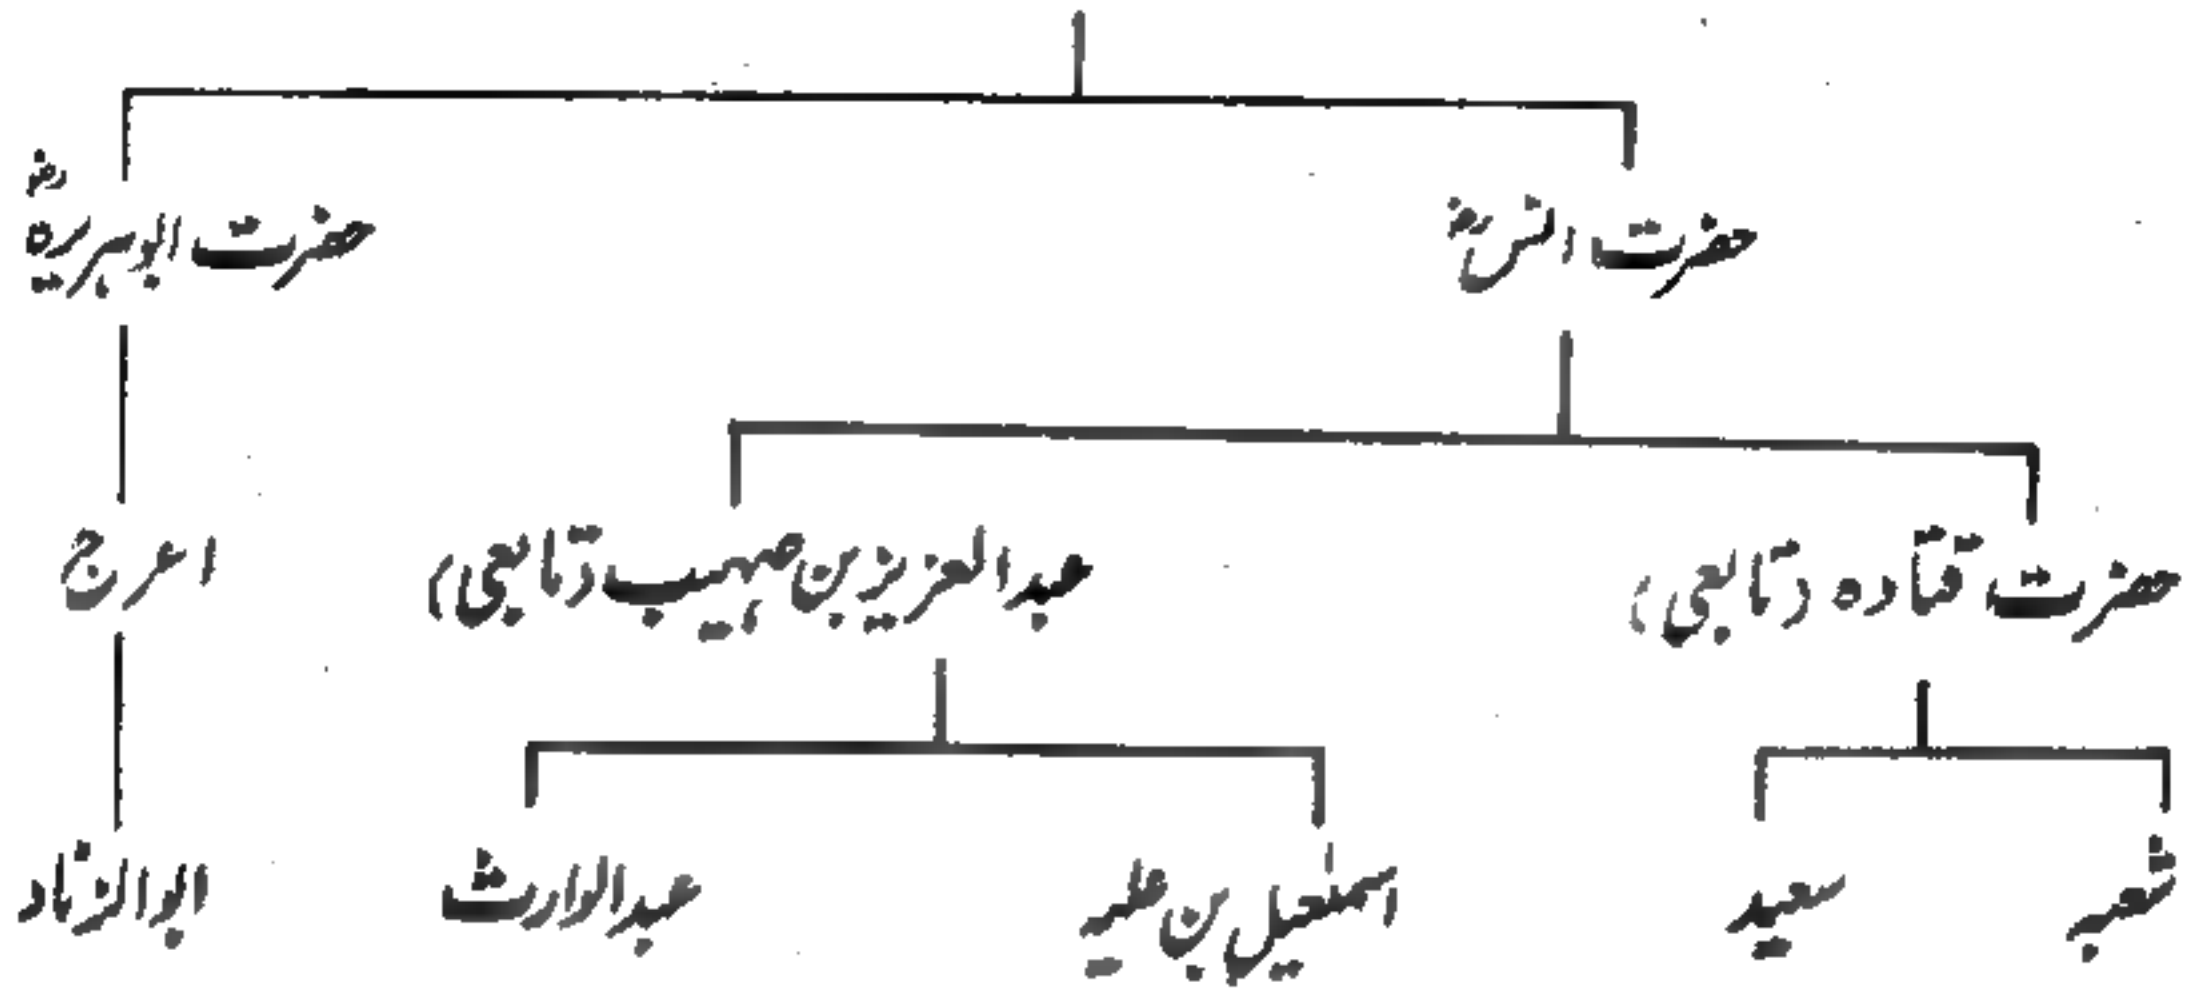 حضرت انسؓ حضرت ابوہریرہؓ
حضرت قتادہ (تابعی) عبدالعزیز بن صہیب (تابعی) اعرج
شعبہ سعید اسمٰعیل بن علیہ عبدالوارث ابوالزناد